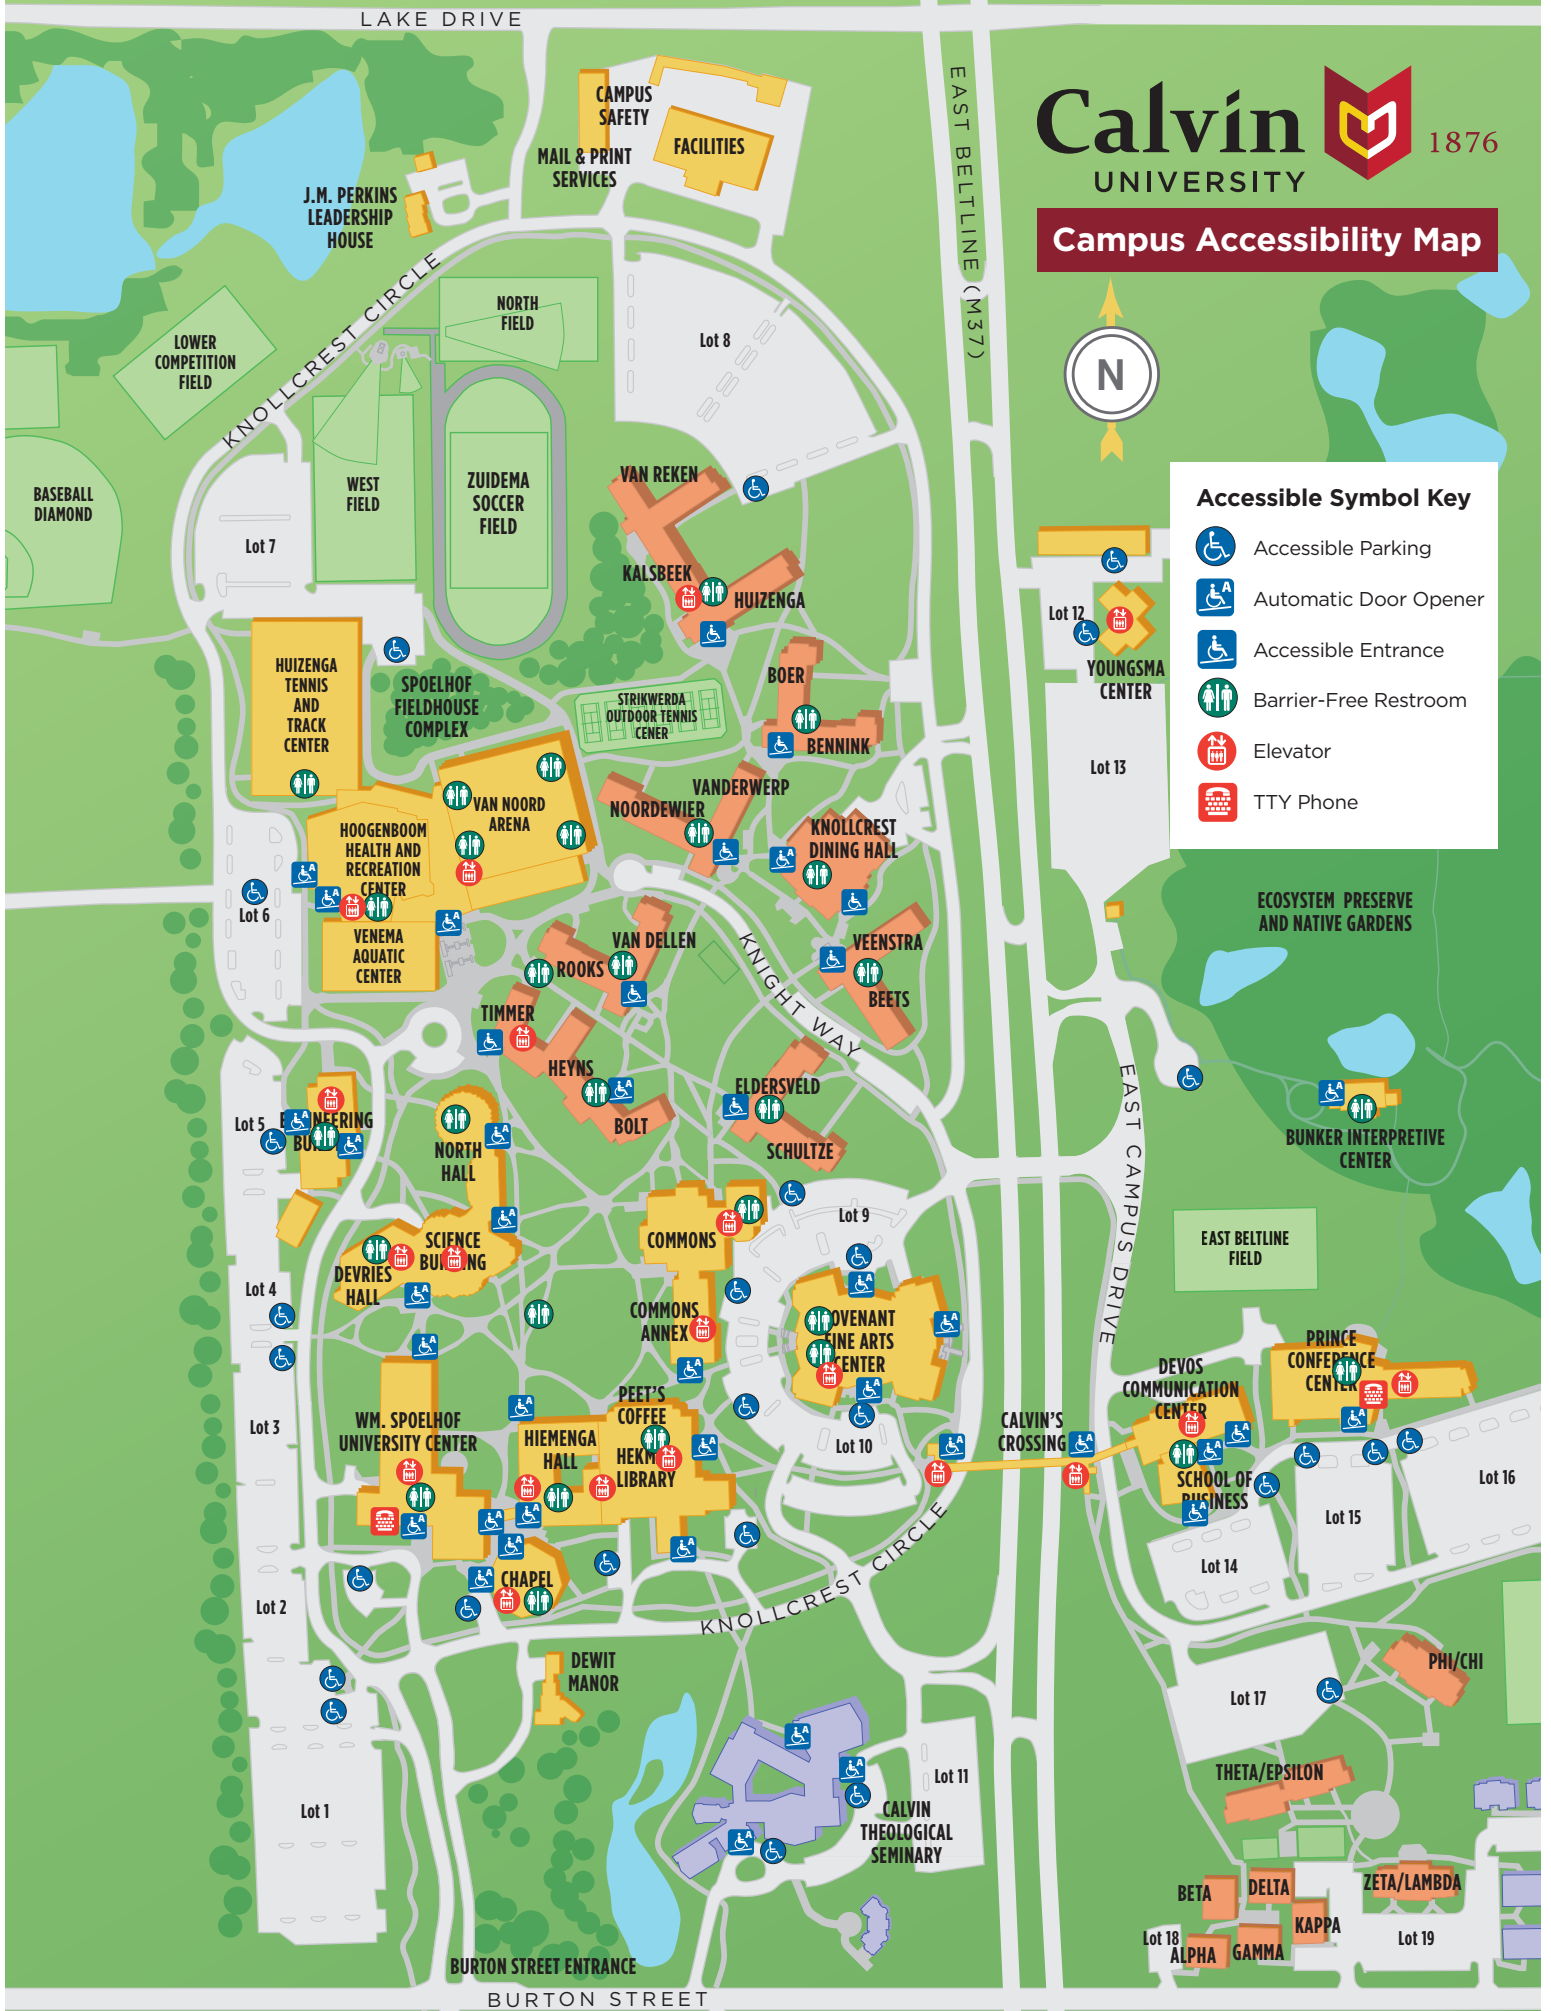 LAKE DRIVE
EAST BELTLINE (M37)
Calvin
UNIVERSITY
1876
Campus Accessibility Map
CAMPUS
SAFETY
FACILITIES
MAIL & PRINT
SERVICES
J.M. PERKINS
LEADERSHIP
HOUSE
KNOLLCREST CIRCLE
NORTH
FIELD
LOWER
COMPETITION
FIELD
Lot 8
N
BASEBALL
DIAMOND
WEST
FIELD
ZUIDEMA
SOCCER
FIELD
VAN REKEN
Lot 7
KALSBEEK
HUIZENGA
Accessible Symbol Key
Accessible Parking
A
Automatic Door Opener
Accessible Entrance
Barrier-Free Restroom
Elevator
TTY Phone
Lot 12
YOUNGSMA
CENTER
HUIZENGA
TENNIS
AND
TRACK
CENTER
SPOELHOF
FIELDHOUSE
COMPLEX
STRIKWERDA
OUTDOOR TENNIS
CENER
BOER
BENNINK
Lot 13
VAN NOORD
ARENA
VANDERWERP
NOORDEWIER
KNOLLCREST
DINING HALL
HOOGENBOOM
HEALTH AND
RECREATION
CENTER
Lot 6
VENEMA
AQUATIC
CENTER
ECOSYSTEM PRESERVE
AND NATIVE GARDENS
VAN DELLEN
ROOKS
KNIGHT WAY
VEENSTRA
BEETS
TIMMER
HEYNS
BOLT
ELDERSVELD
SCHULTZE
EAST CAMPUS DRIVE
Lot 5
NORTH
HALL
BUNKER INTERPRETIVE
CENTER
COMMONS
Lot 9
EAST BELTLINE
FIELD
SCIENCE
DEVRIES
HALL
Lot 4
COMMONS
ANNEX
FINE ARTS
CENTER
PRINCE
CONFERENCE
CENTER
DEVOS
COMMUNICATION
CENTER
Lot 3
WM. SPOELHOF
UNIVERSITY CENTER
PEET'S
COFFEE
HIEMENGA
HALL
LIBRARY
Lot 10
CALVIN'S
CROSSING
SCHOOL OF
BUSINESS
Lot 16
Lot 15
Lot 14
CHAPEL
Lot 2
KNOLLCREST CIRCLE
DEWIT
MANOR
PHI/CHI
Lot 17
Lot 1
Lot 11
CALVIN
THEOLOGICAL
SEMINARY
THETA/EPSILON
BETA
DELTA
ZETA/LAMBDA
KAPPA
Lot 18
ALPHA
GAMMA
Lot 19
BURTON STREET ENTRANCE
BURTON STREET